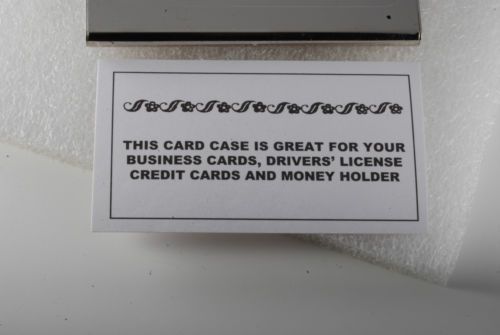 THIS CARD CASE IS GREAT FOR YOUR
BUSINESS CARDS, DRIVERS' LICENSE
CREDIT CARDS AND MONEY HOLDER